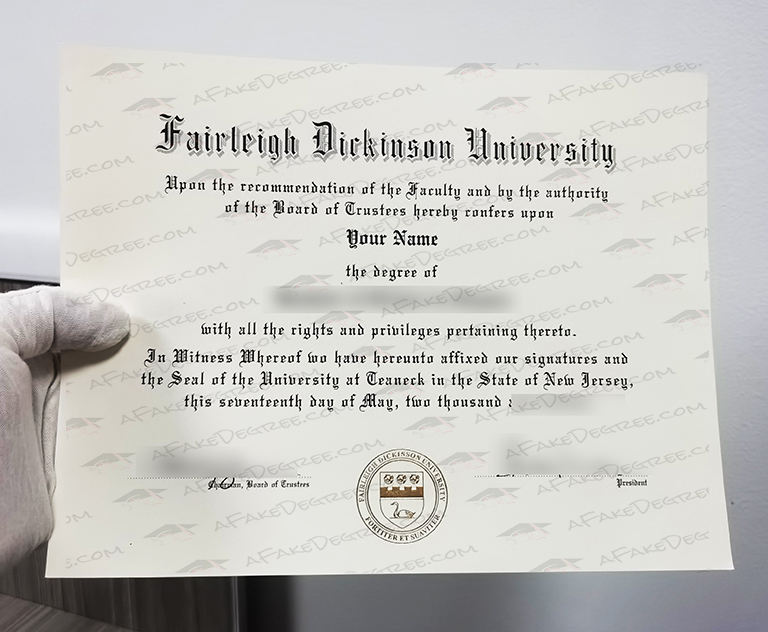 Fairleigh Dickinson University
Upon the recommendation of the Faculty and by the authority
of the Board of Trustees hereby confers upon
Your Name
the degree of
with all the rights and privileges pertaining thereto.
In Witness Whereof we have hereunto affixed our signatures and
the Seal of the University at Teaneck in the State of New Jersey,
this seventeenth day of May, two thousand
Chairman, Board of Trustees
President
FAIRLEIGH DICKINSON UNIVERSITY
FORTITER ET SUAVITER
AFAKEDEGREE.COM